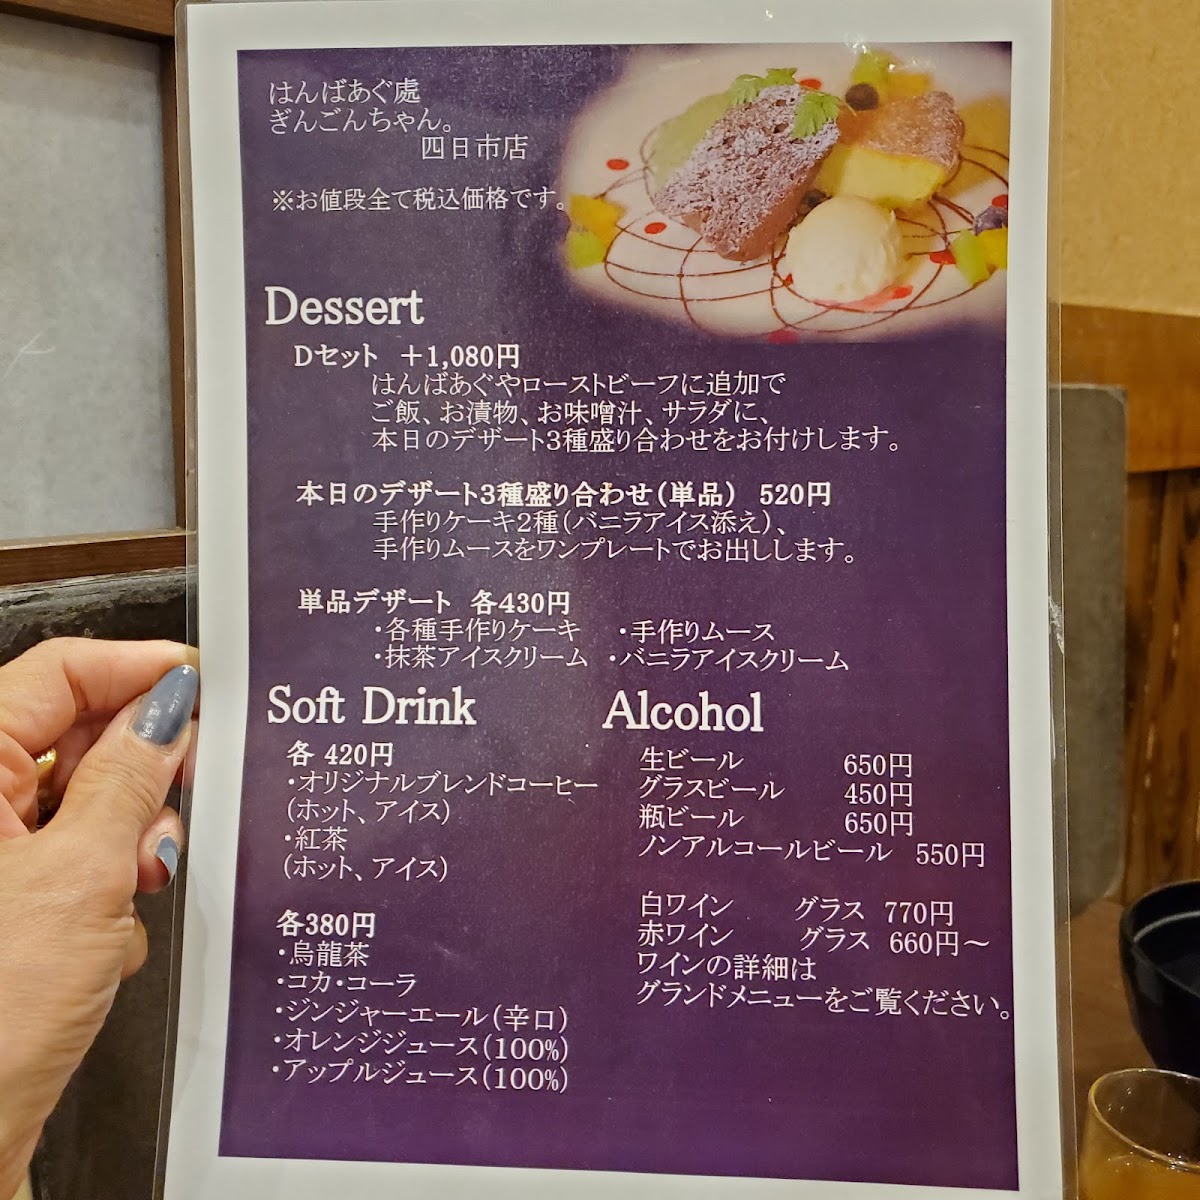 はんばあぐ處
ぎんごんちゃん。
四日市店
※お値段全て税込価格です。
Dessert
Dセット ＋1,080円
はんばあぐやローストビーフに追加で
ご飯、お漬物、お味噌汁、サラダに、
本日のデザート3種盛り合わせをお付けします。
本日のデザート3種盛り合わせ（単品） 520円
手作りケーキ2種（バニラアイス添え）、
手作りムースをワンプレートでお出しします。
単品デザート 各430円
・各種手作りケーキ ・手作りムース
・抹茶アイスクリーム ・バニラアイスクリーム
Soft Drink
各 420円
・オリジナルブレンドコーヒー
(ホット、アイス)
・紅茶
(ホット、アイス)
各380円
・烏龍茶
・コカ・コーラ
・ジンジャーエール(辛口)
・オレンジジュース(100%)
・アップルジュース(100%)
Alcohol
生ビール 650円
グラスビール 450円
瓶ビール 650円
ノンアルコールビール 550円
白ワイン グラス 770円
赤ワイン グラス 660円～
ワインの詳細は
グランドメニューをご覧ください。